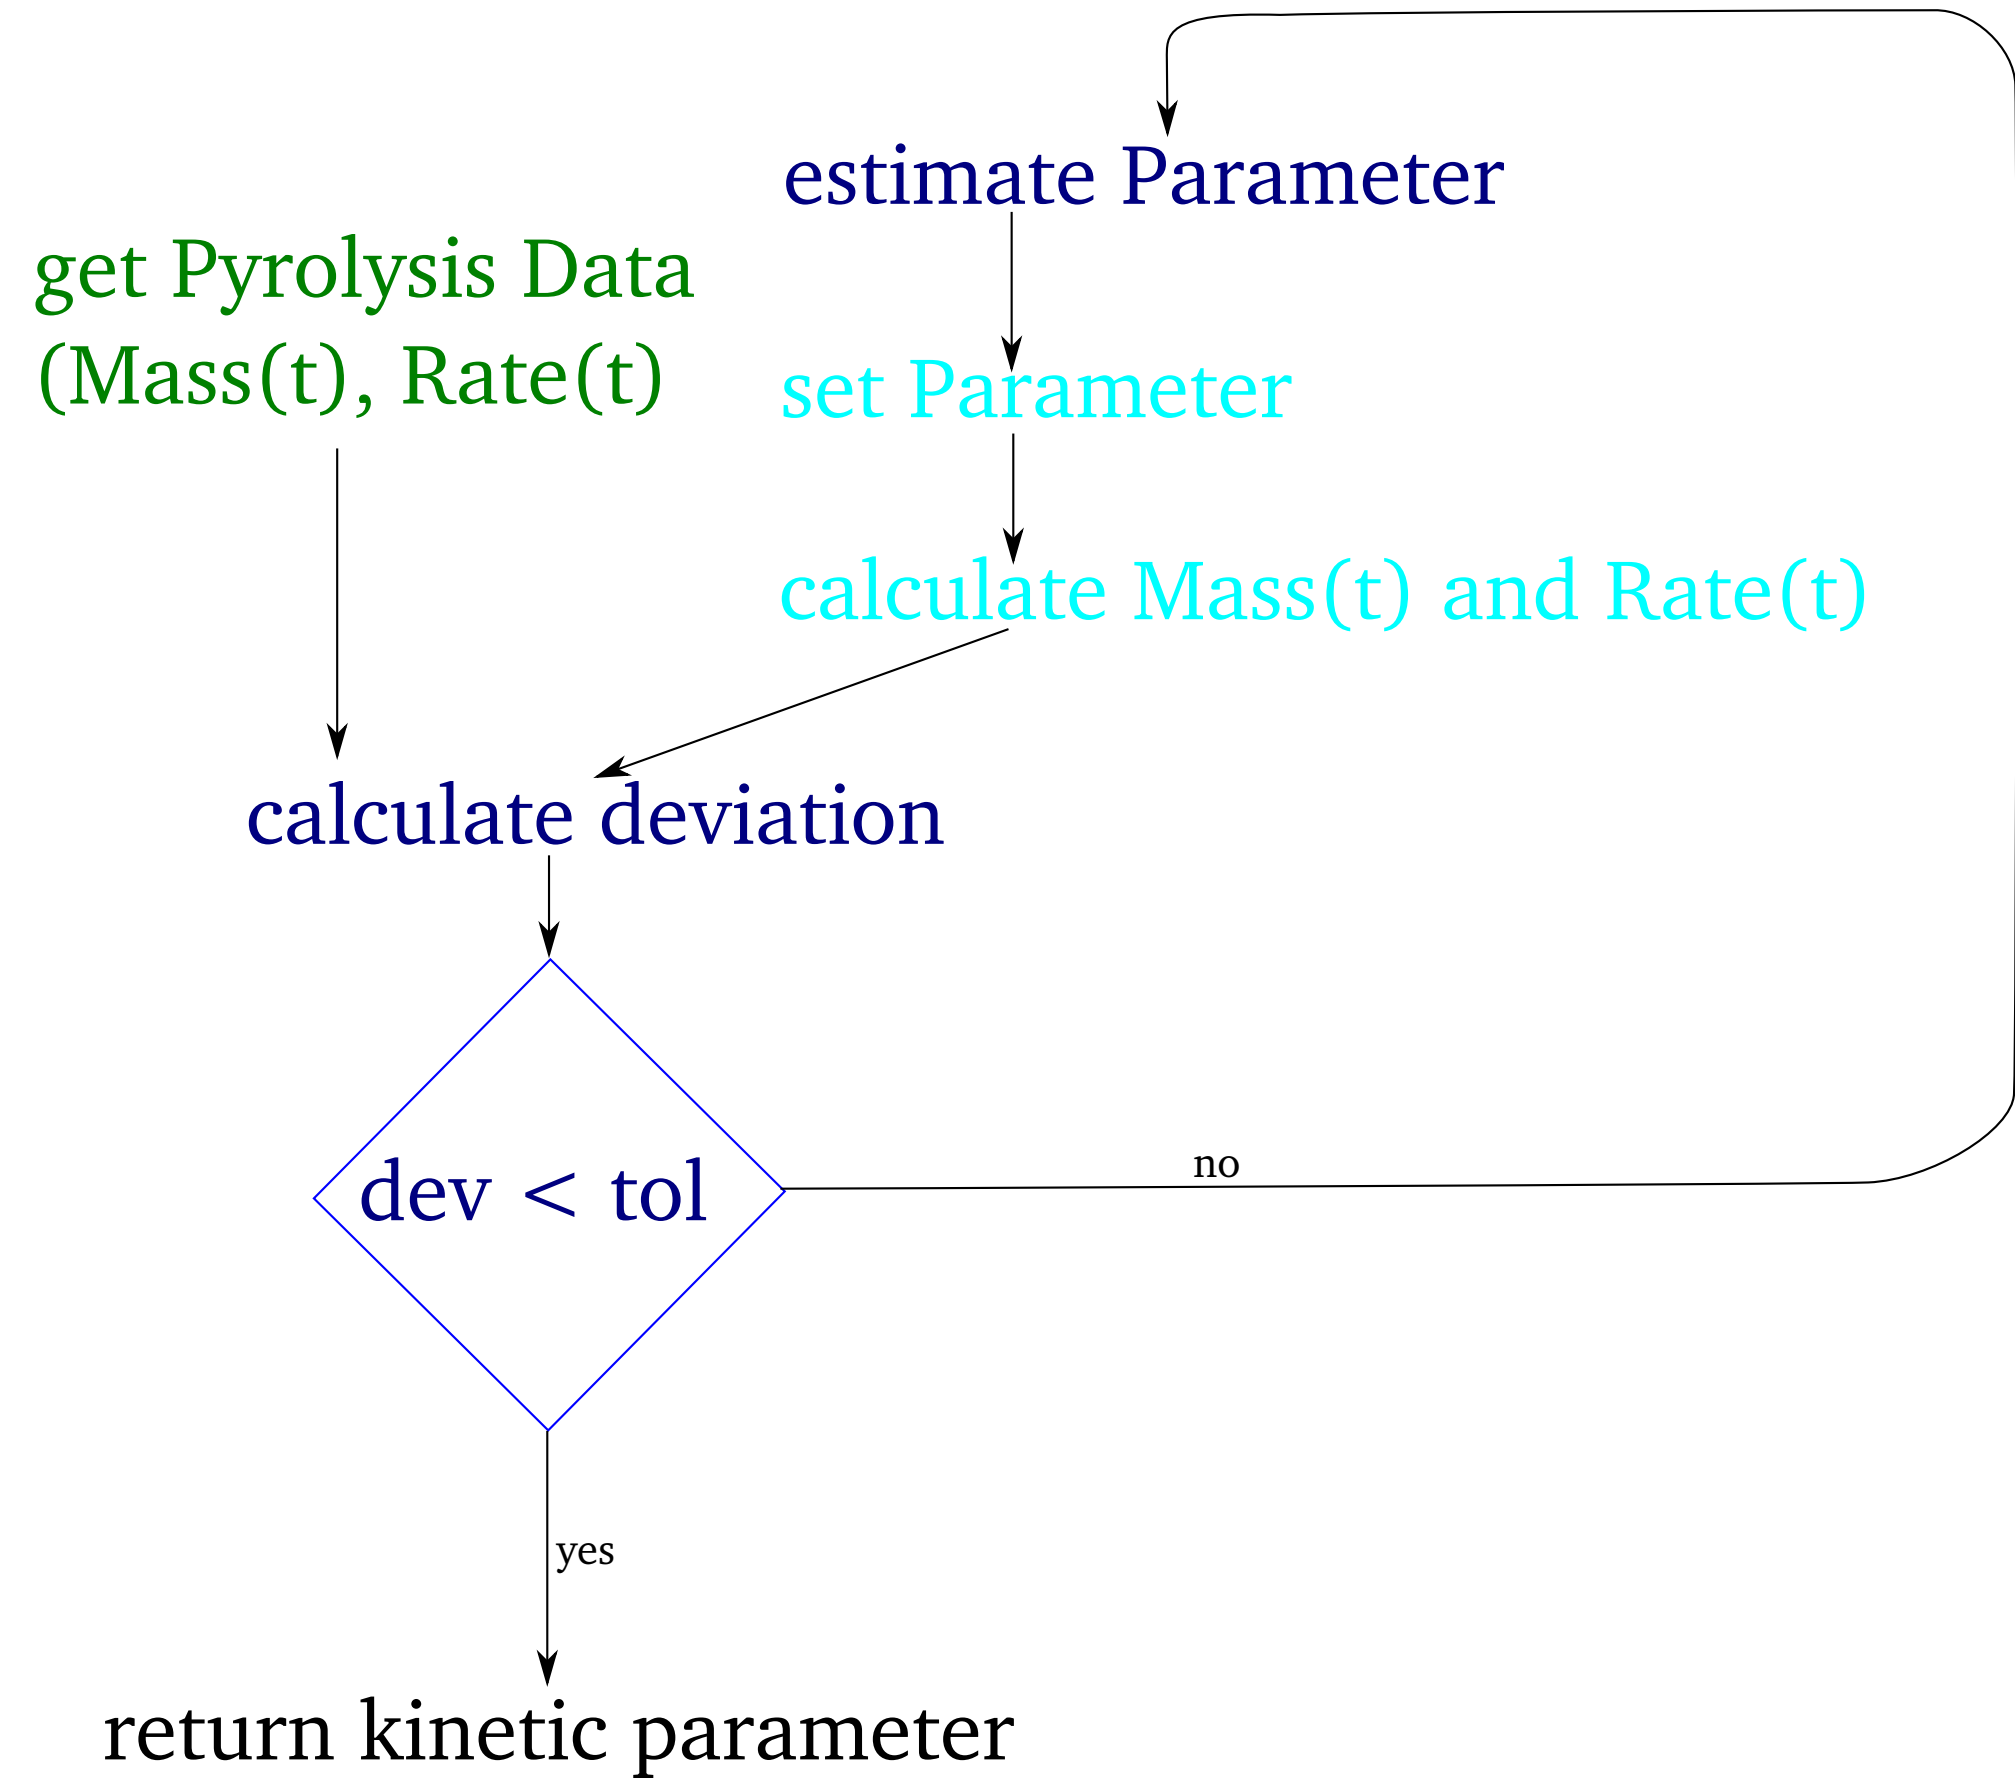 estimate Parameter
get Pyrolysis Data
(Mass(t), Rate(t)
set Parameter
calculate Mass(t) and Rate(t)
calculate deviation
dev < tol
no
yes
return kinetic parameter